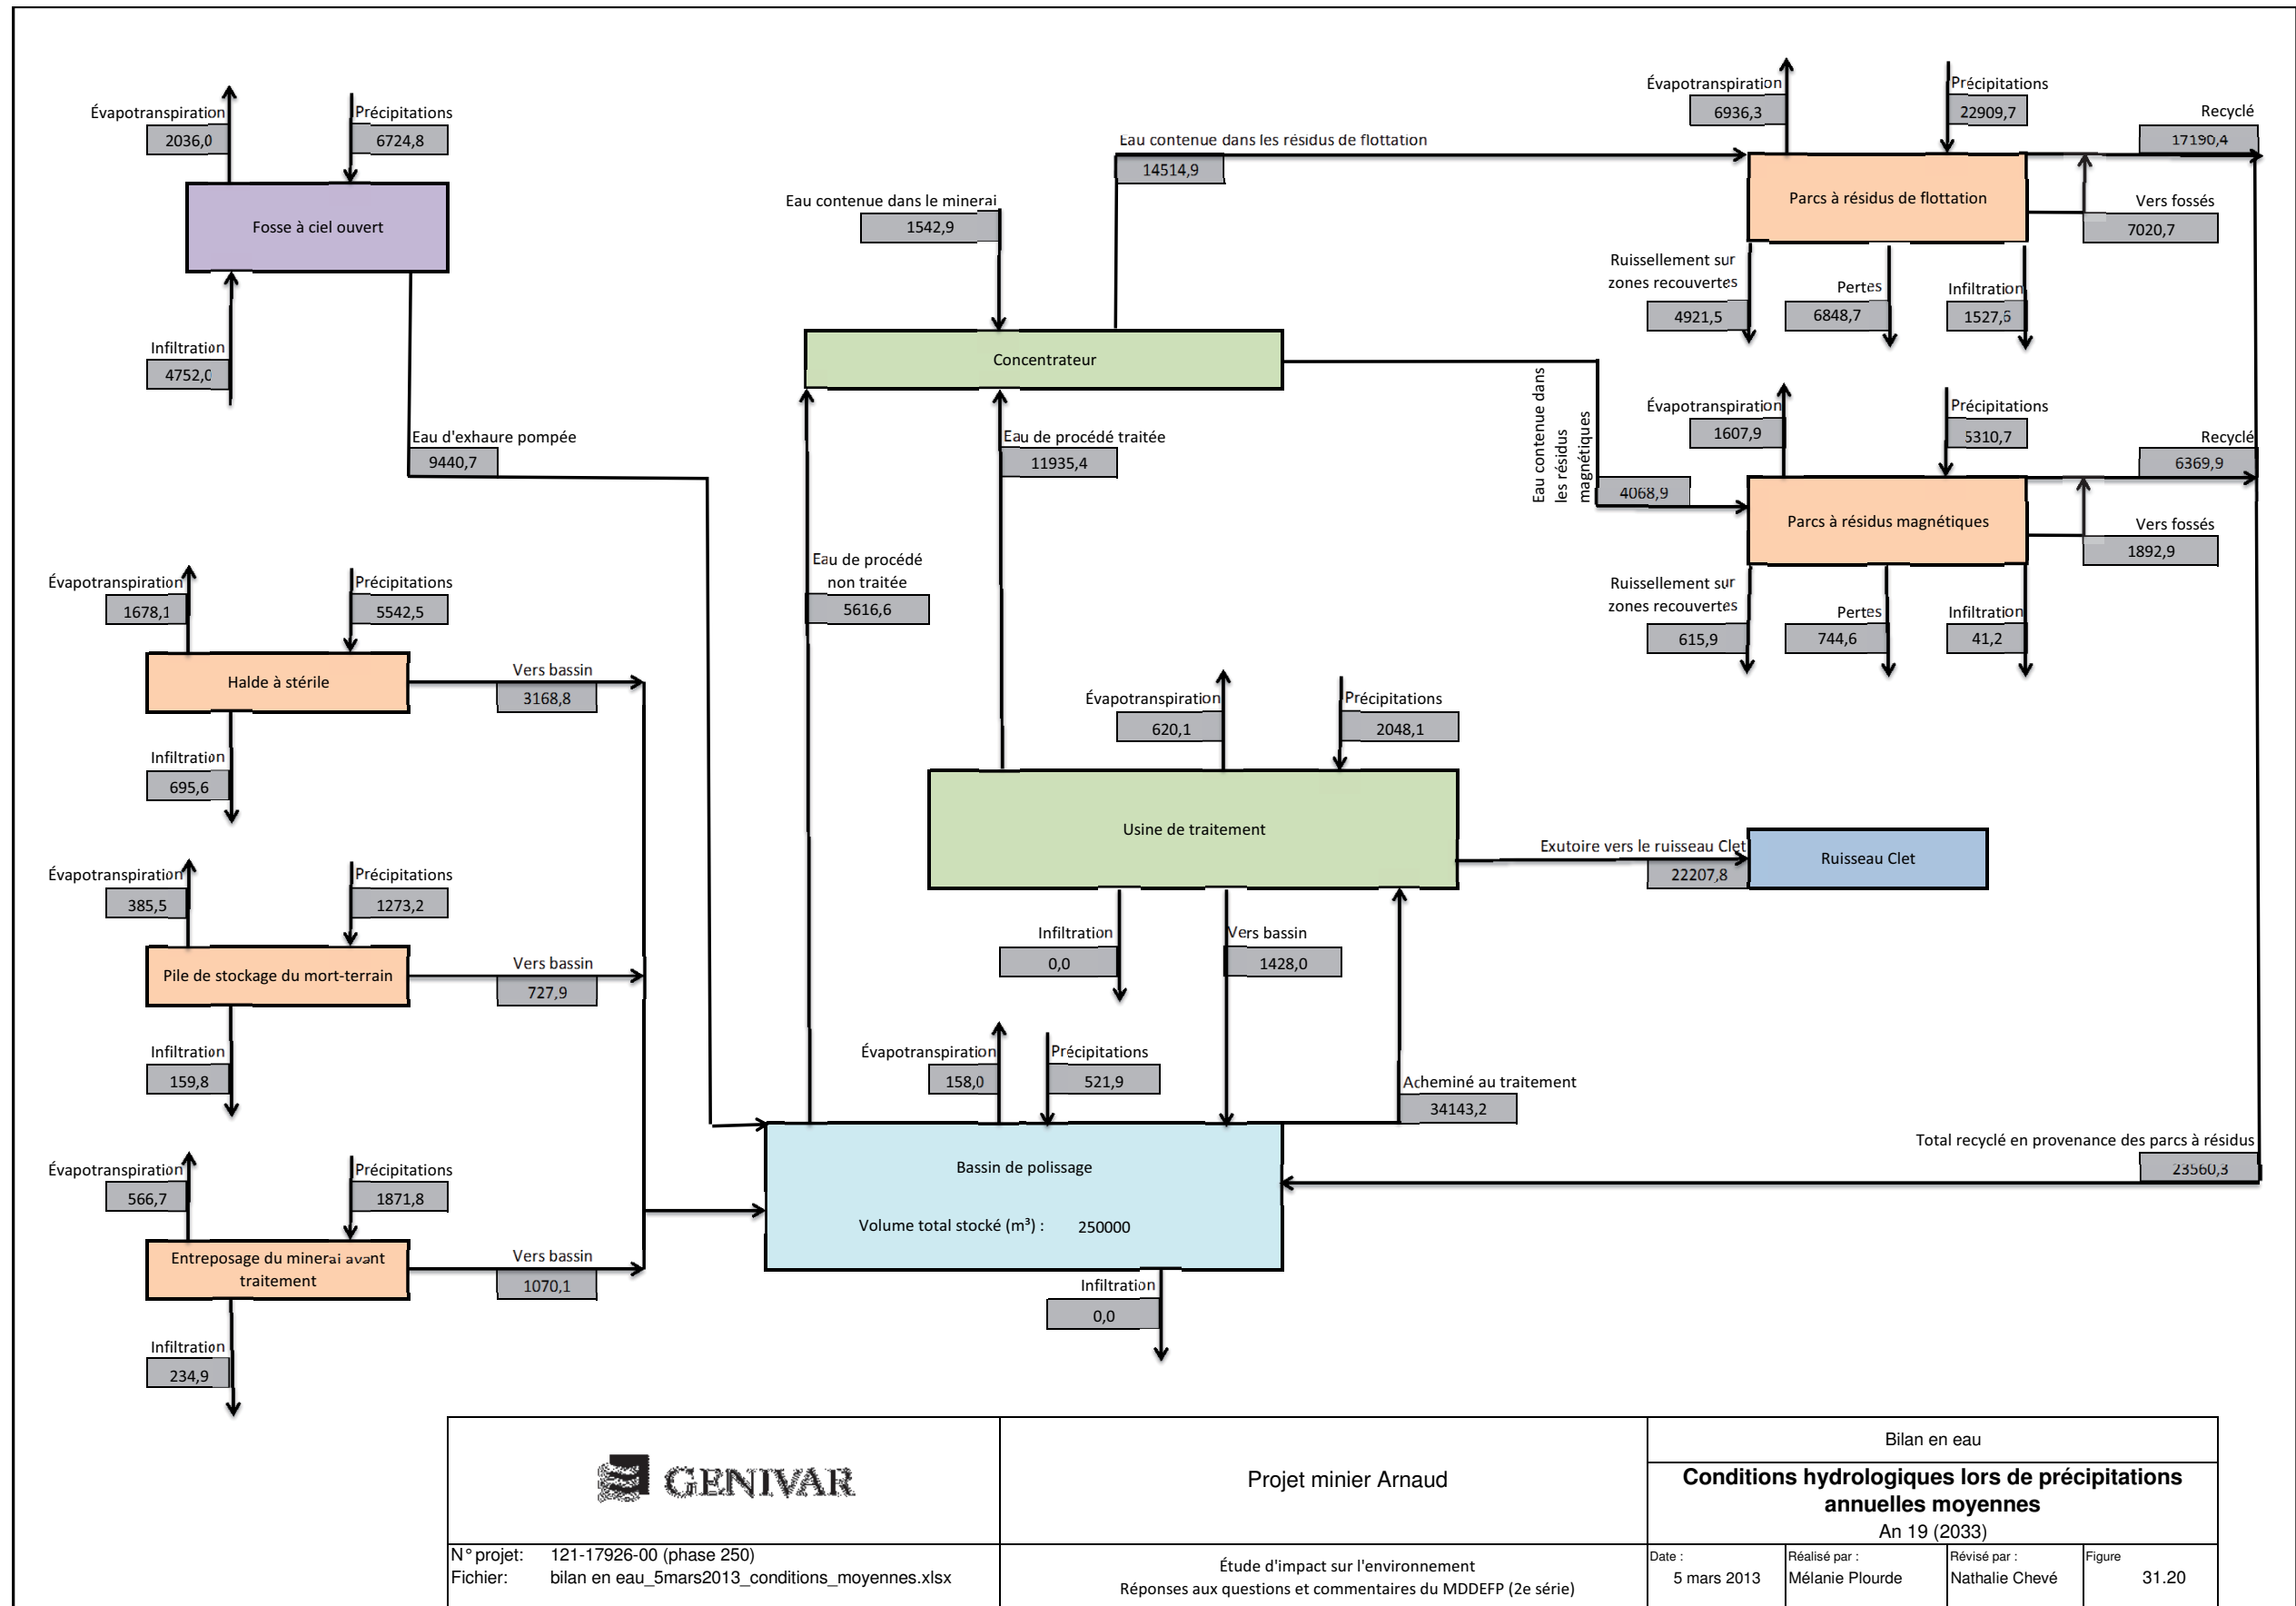 Évapotranspiration
2036,0
Précipitations
6724,8
Fosse à ciel ouvert
Infiltration
4752,0
Eau d'exhaure pompée
9440,7
Évapotranspiration
1678,1
Précipitations
5542,5
Halde à stérile
Vers bassin
3168,8
Infiltration
695,6
Évapotranspiration
385,5
Précipitations
1273,2
Pile de stockage du mort-terrain
Vers bassin
727,9
Infiltration
159,8
Évapotranspiration
566,7
Précipitations
1871,8
Entreposage du minerai avant
traitement
Vers bassin
1070,1
Infiltration
234,9
Eau contenue dans les résidus de flottation
14514,9
Eau contenue dans le minerai
1542,9
Concentrateur
Eau de procédé traitée
11935,4
Eau de procédé
non traitée
5616,6
Eau contenue dans
les résidus
magnétiques
4068,9
Évapotranspiration
6936,3
Précipitations
22909,7
Recyclé
17190,4
Parcs à résidus de flottation
Vers fossés
7020,7
Ruissellement sur
zones recouvertes
4921,5
Pertes
6848,7
Infiltration
1527,6
Évapotranspiration
1607,9
Précipitations
5310,7
Recyclé
6369,9
Parcs à résidus magnétiques
Vers fossés
1892,9
Ruissellement sur
zones recouvertes
615,9
Pertes
744,6
Infiltration
41,2
Évapotranspiration
620,1
Précipitations
2048,1
Usine de traitement
Exutoire vers le ruisseau Clet
22207,8
Ruisseau Clet
Infiltration
0,0
Vers bassin
1428,0
Évapotranspiration
158,0
Précipitations
521,9
Acheminé au traitement
34143,2
Bassin de polissage
Volume total stocké (m³) : 250000
Total recyclé en provenance des parcs à résidus
23560,3
Infiltration
0,0
GENIVAR
Projet minier Arnaud
Bilan en eau
Conditions hydrologiques lors de précipitations
annuelles moyennes
An 19 (2033)
N° projet: 121-17926-00 (phase 250)
Fichier: bilan en eau_5mars2013_conditions_moyennes.xlsx
Étude d'impact sur l'environnement
Réponses aux questions et commentaires du MDDEFP (2e série)
Date :
5 mars 2013
Réalisé par :
Mélanie Plourde
Révisé par :
Nathalie Chevé
Figure
31.20